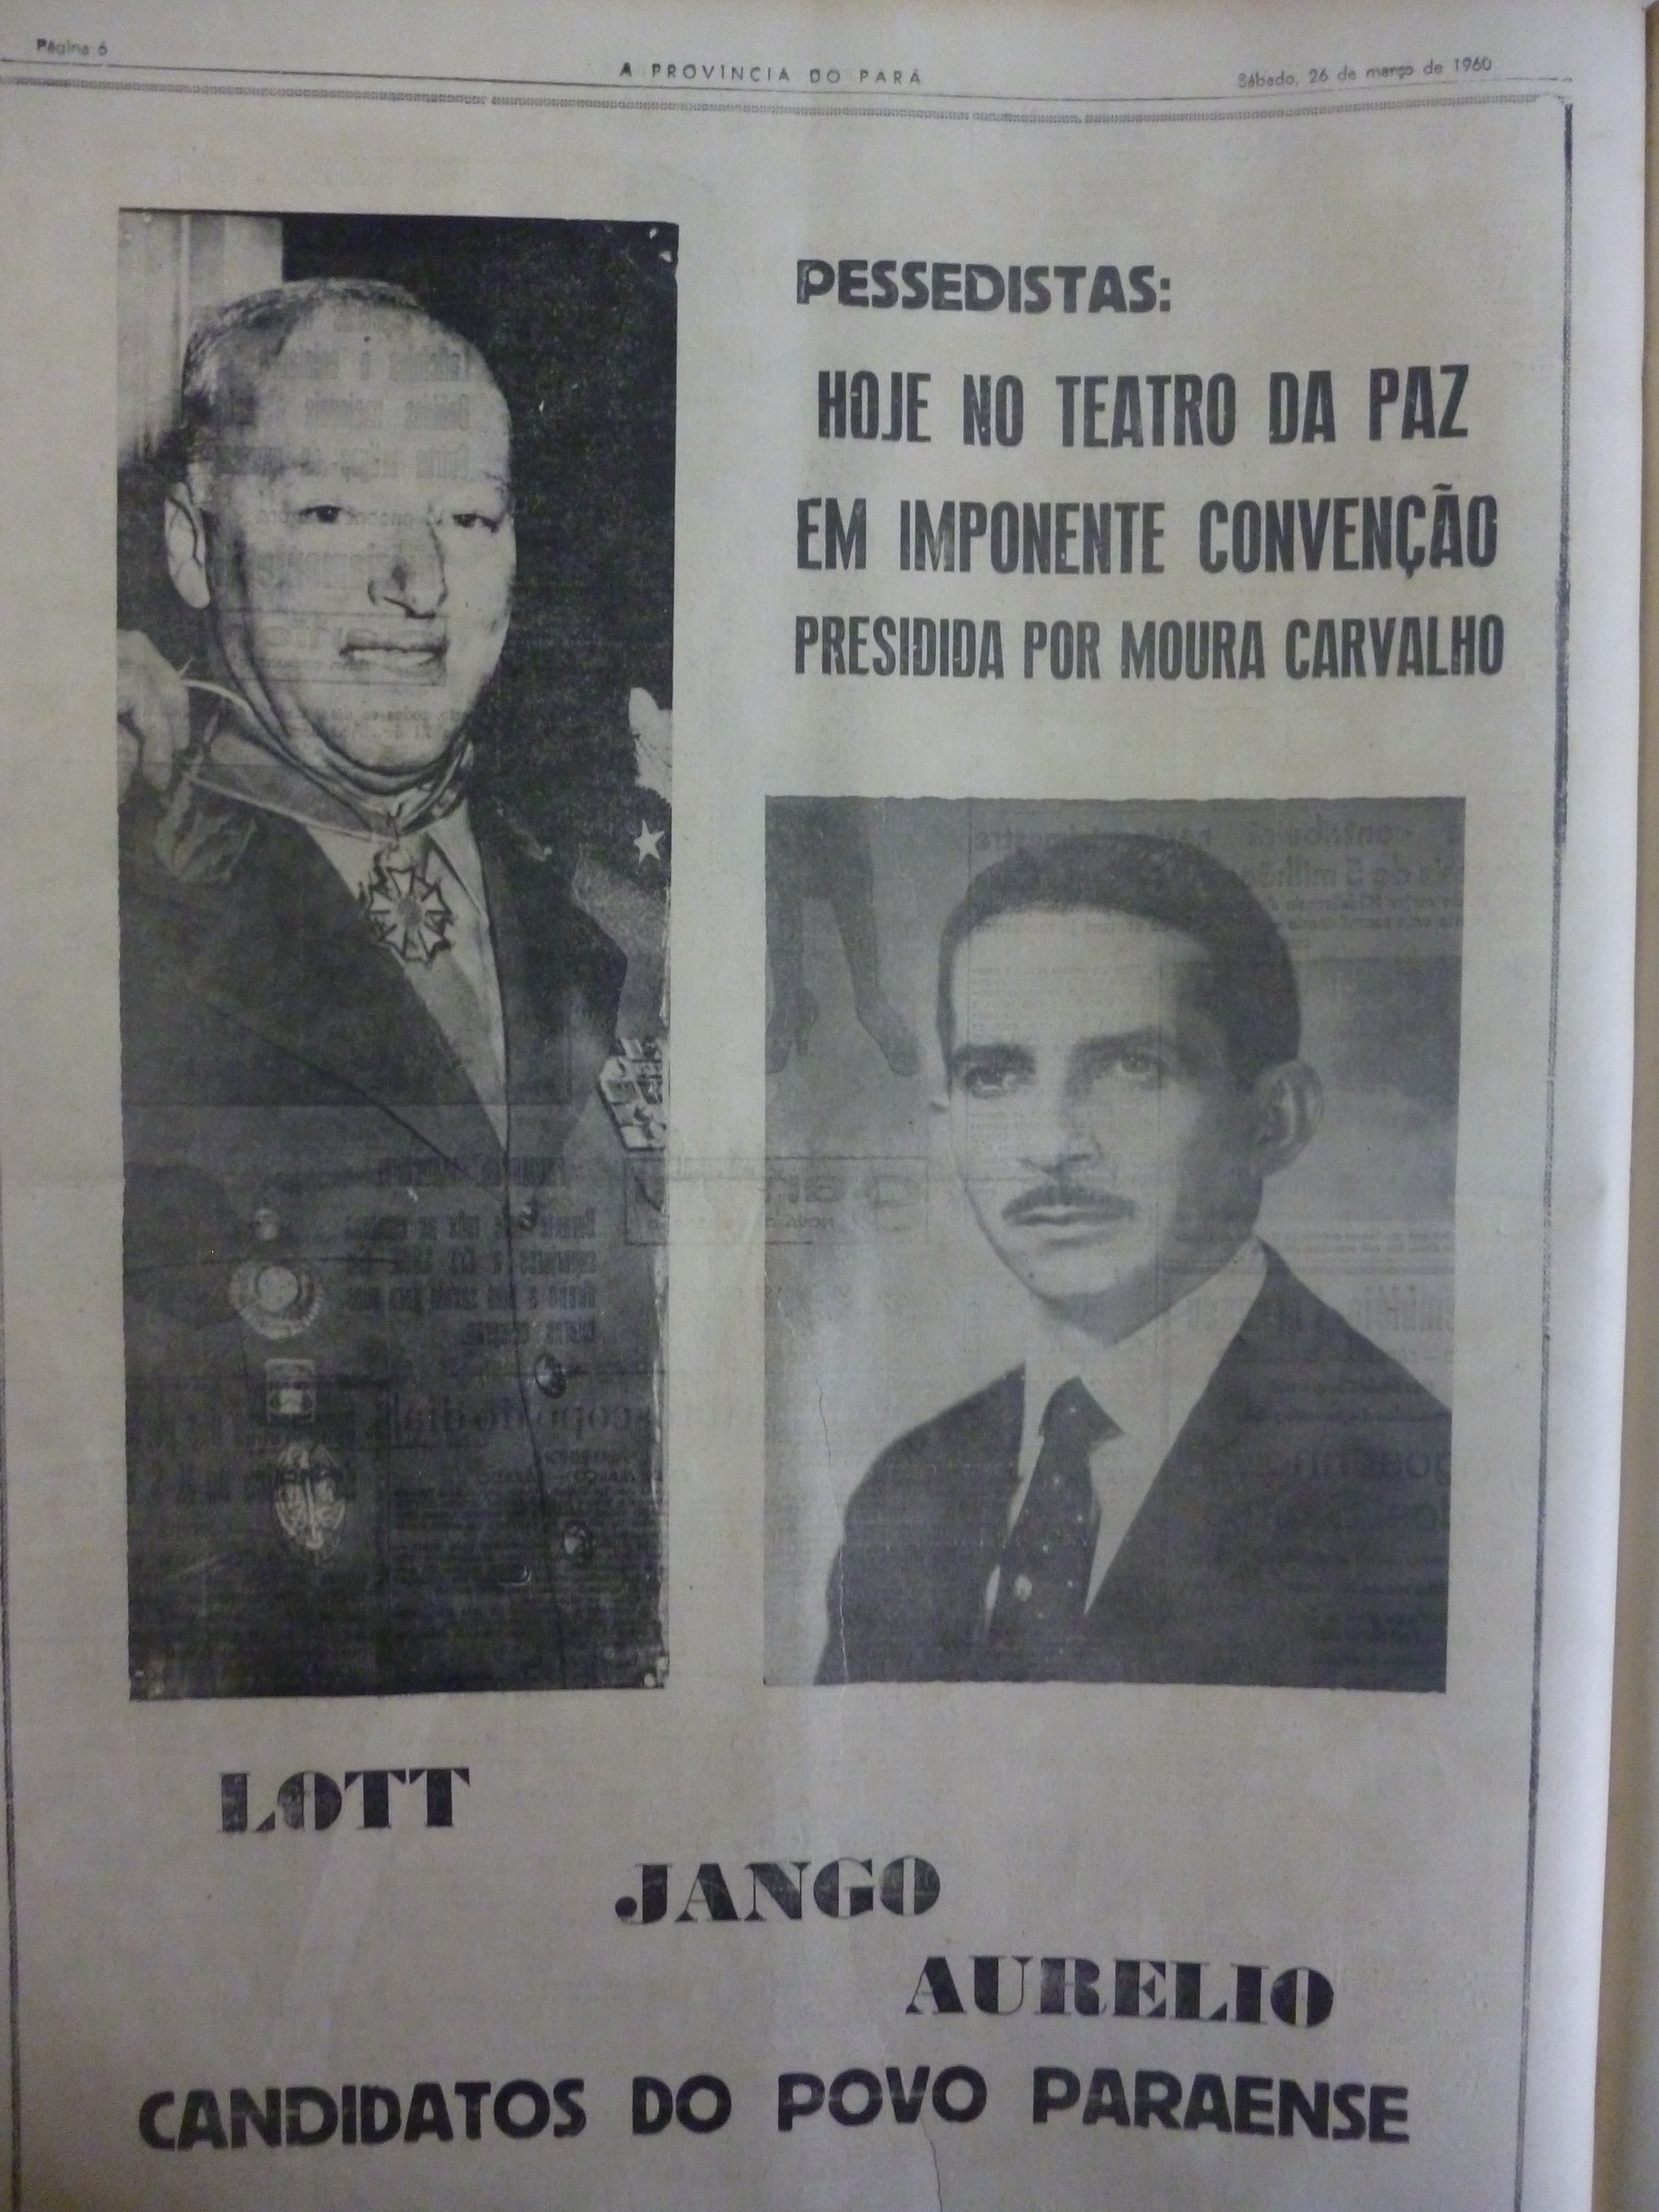 Página 6
A PROVINCIA DO PARÁ
Sábado, 26 de março de 1960
PESSEDISTAS:
HOJE NO TEATRO DA PAZ
EM IMPONENTE CONVENÇÃO
PRESIDIDA POR MOURA CARVALHO
LOTT
JANGO
AURELIO
CANDIDATOS DO POVO PARAENSE